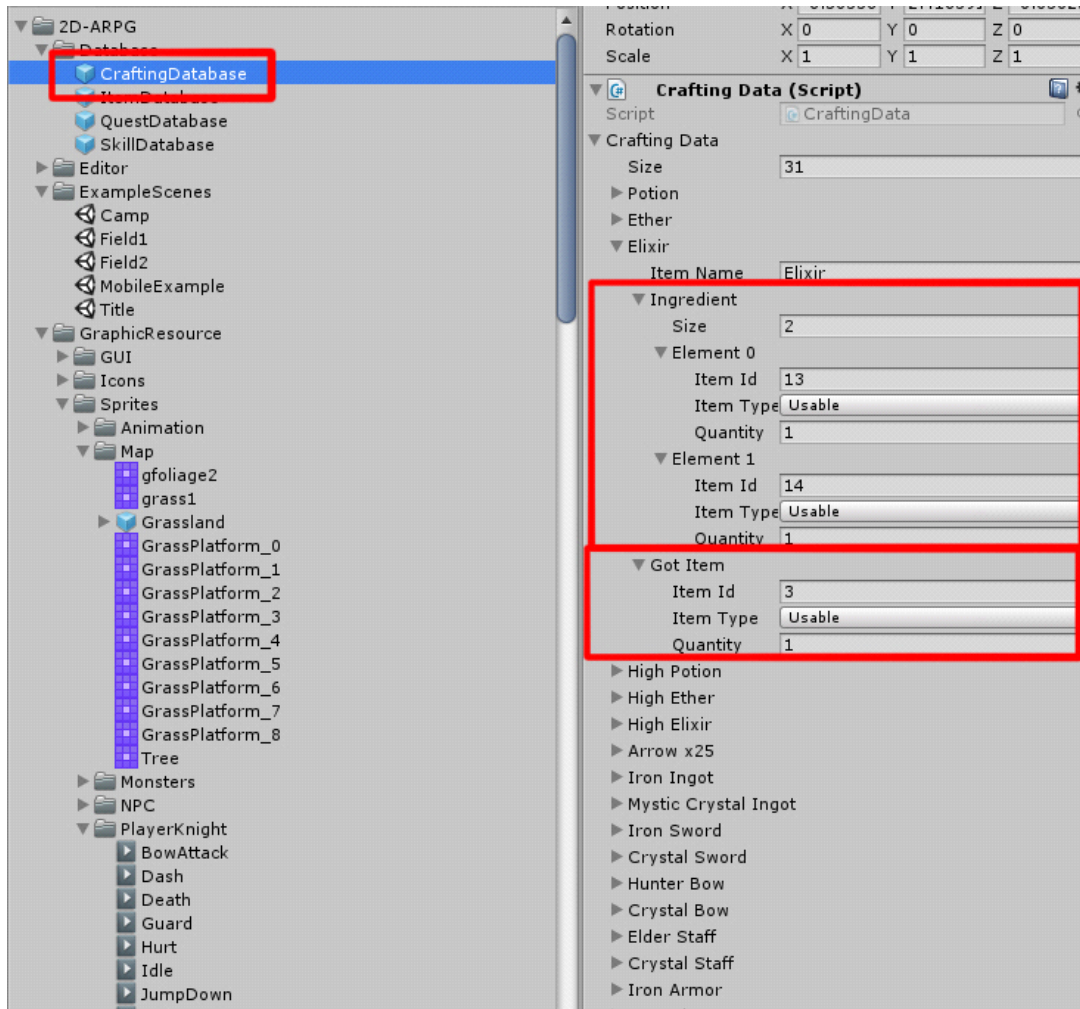 2D-ARPG
Database
CraftingDatabase
ItemDatabase
QuestDatabase
SkillDatabase
Editor
ExampleScenes
Camp
Field1
Field2
MobileExample
Title
GraphicResource
GUI
Icons
Sprites
Animation
Map
gfoliage2
grass1
Grassland
GrassPlatform_0
GrassPlatform_1
GrassPlatform_2
GrassPlatform_3
GrassPlatform_4
GrassPlatform_5
GrassPlatform_6
GrassPlatform_7
GrassPlatform_8
Tree
Monsters
NPC
PlayerKnight
BowAttack
Dash
Death
Guard
Hurt
Idle
JumpDown
Rotation X 0 Y 0 Z 0
Scale X 1 Y 1 Z 1
Crafting Data (Script)
Script CraftingData
Crafting Data
Size 31
Potion
Ether
Elixir
Item Name Elixir
Ingredient
Size 2
Element 0
Item Id 13
Item Type Usable
Quantity 1
Element 1
Item Id 14
Item Type Usable
Quantity 1
Got Item
Item Id 3
Item Type Usable
Quantity 1
High Potion
High Ether
High Elixir
Arrow x25
Iron Ingot
Mystic Crystal Ingot
Iron Sword
Crystal Sword
Hunter Bow
Crystal Bow
Elder Staff
Crystal Staff
Iron Armor